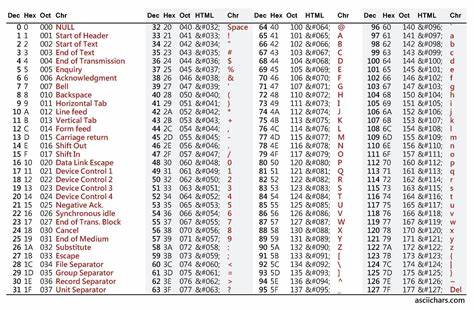 Dec Hex Oct Chr Dec Hex Oct HTML Chr Dec Hex Oct HTML Chr Dec Hex Oct HTML Chr
0 0 000 NULL 32 20 040 &#032; Space 64 40 100 &#064; @ 96 60 140 &#096; `
1 1 001 Start of Header 33 21 041 &#033; ! 65 41 101 &#065; A 97 61 141 &#097; a
2 2 002 Start of Text 34 22 042 &#034; " 66 42 102 &#066; B 98 62 142 &#098; b
3 3 003 End of Text 35 23 043 &#035; # 67 43 103 &#067; C 99 63 143 &#099; c
4 4 004 End of Transmission 36 24 044 &#036; $ 68 44 104 &#068; D 100 64 144 &#100; d
5 5 005 Enquiry 37 25 045 &#037; % 69 45 105 &#069; E 101 65 145 &#101; e
6 6 006 Acknowledgment 38 26 046 &#038; & 70 46 106 &#070; F 102 66 146 &#102; f
7 7 007 Bell 39 27 047 &#039; ' 71 47 107 &#071; G 103 67 147 &#103; g
8 8 010 Backspace 40 28 050 &#040; ( 72 48 110 &#072; H 104 68 150 &#104; h
9 9 011 Horizontal Tab 41 29 051 &#041; ) 73 49 111 &#073; I 105 69 151 &#105; i
10 A 012 Line feed 42 2A 052 &#042; * 74 4A 112 &#074; J 106 6A 152 &#106; j
11 B 013 Vertical Tab 43 2B 053 &#043; + 75 4B 113 &#075; K 107 6B 153 &#107; k
12 C 014 Form feed 44 2C 054 &#044; , 76 4C 114 &#076; L 108 6C 154 &#108; l
13 D 015 Carriage return 45 2D 055 &#045; - 77 4D 115 &#077; M 109 6D 155 &#109; m
14 E 016 Shift Out 46 2E 056 &#046; . 78 4E 116 &#078; N 110 6E 156 &#110; n
15 F 017 Shift In 47 2F 057 &#047; / 79 4F 117 &#079; O 111 6F 157 &#111; o
16 10 020 Data Link Escape 48 30 060 &#048; 0 80 50 120 &#080; P 112 70 160 &#112; p
17 11 021 Device Control 1 49 31 061 &#049; 1 81 51 121 &#081; Q 113 71 161 &#113; q
18 12 022 Device Control 2 50 32 062 &#050; 2 82 52 122 &#082; R 114 72 162 &#114; r
19 13 023 Device Control 3 51 33 063 &#051; 3 83 53 123 &#083; S 115 73 163 &#115; s
20 14 024 Device Control 4 52 34 064 &#052; 4 84 54 124 &#084; T 116 74 164 &#116; t
21 15 025 Negative Ack. 53 35 065 &#053; 5 85 55 125 &#085; U 117 75 165 &#117; u
22 16 026 Synchronous idle 54 36 066 &#054; 6 86 56 126 &#086; V 118 76 166 &#118; v
23 17 027 End of Trans. Block 55 37 067 &#055; 7 87 57 127 &#087; W 119 77 167 &#119; w
24 18 030 Cancel 56 38 070 &#056; 8 88 58 130 &#088; X 120 78 170 &#120; x
25 19 031 End of Medium 57 39 071 &#057; 9 89 59 131 &#089; Y 121 79 171 &#121; y
26 1A 032 Substitute 58 3A 072 &#058; : 90 5A 132 &#090; Z 122 7A 172 &#122; z
27 1B 033 Escape 59 3B 073 &#059; ; 91 5B 133 &#091; [ 123 7B 173 &#123; {
28 1C 034 File Separator 60 3C 074 &#060; < 92 5C 134 &#092; \ 124 7C 174 &#124; |
29 1D 035 Group Separator 61 3D 075 &#061; = 93 5D 135 &#093; ] 125 7D 175 &#125; }
30 1E 036 Record Separator 62 3E 076 &#062; > 94 5E 136 &#094; ^ 126 7E 176 &#126; ~
31 1F 037 Unit Separator 63 3F 077 &#063; ? 95 5F 137 &#095; _ 127 7F 177 &#127; Del
asciichars.com